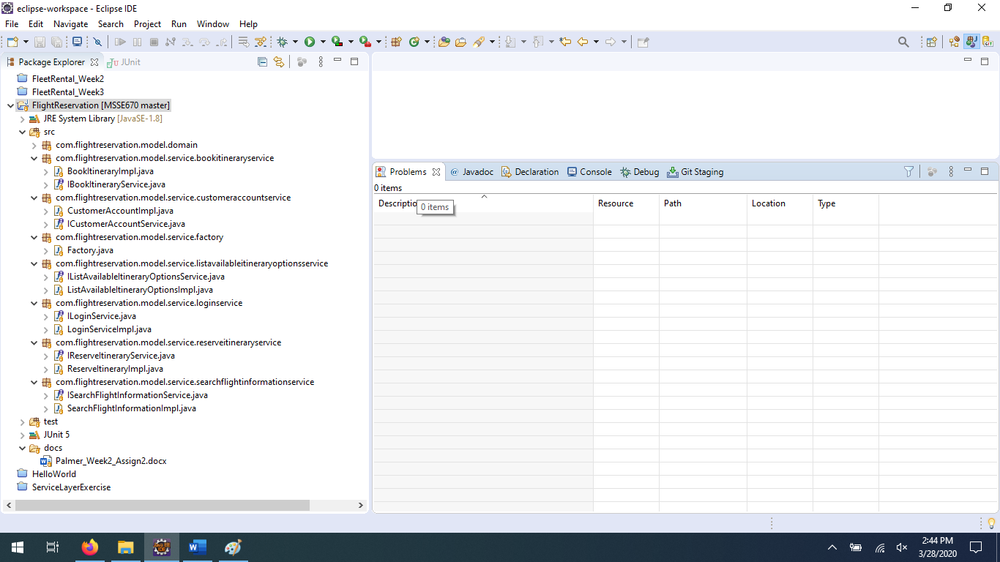 eclipse-workspace - Eclipse IDE
File Edit Navigate Search Project Run Window Help
Package Explorer JUnit
FleetRental_Week2
FleetRental_Week3
FlightReservation [MSSE670 master]
JRE System Library [JavaSE-1.8]
src
com.flightreservation.model.domain
com.flightreservation.model.service.bookitineraryservice
BookItineraryImpl.java
IBookItineraryService.java
com.flightreservation.model.service.customeraccountservice
CustomerAccountImpl.java
ICustomerAccountService.java
com.flightreservation.model.service.factory
Factory.java
com.flightreservation.model.service.listavailableitineraryoptionsservice
IListAvailableItineraryOptionsService.java
ListAvailableItineraryOptionsImpl.java
com.flightreservation.model.service.loginservice
ILoginService.java
LoginServiceImpl.java
com.flightreservation.model.service.reserveitineraryservice
IReserveItineraryService.java
ReserveItineraryImpl.java
com.flightreservation.model.service.searchflightinformationservice
ISearchFlightInformationService.java
SearchFlightInformationImpl.java
test
JUnit 5
docs
Palmer_Week2_Assign2.docx
HelloWorld
ServiceLayerExercise
Problems @ Javadoc Declaration Console Debug Git Staging
0 items
Descriptio Resource Path Location Type
0 items
2:44 PM
3/28/2020